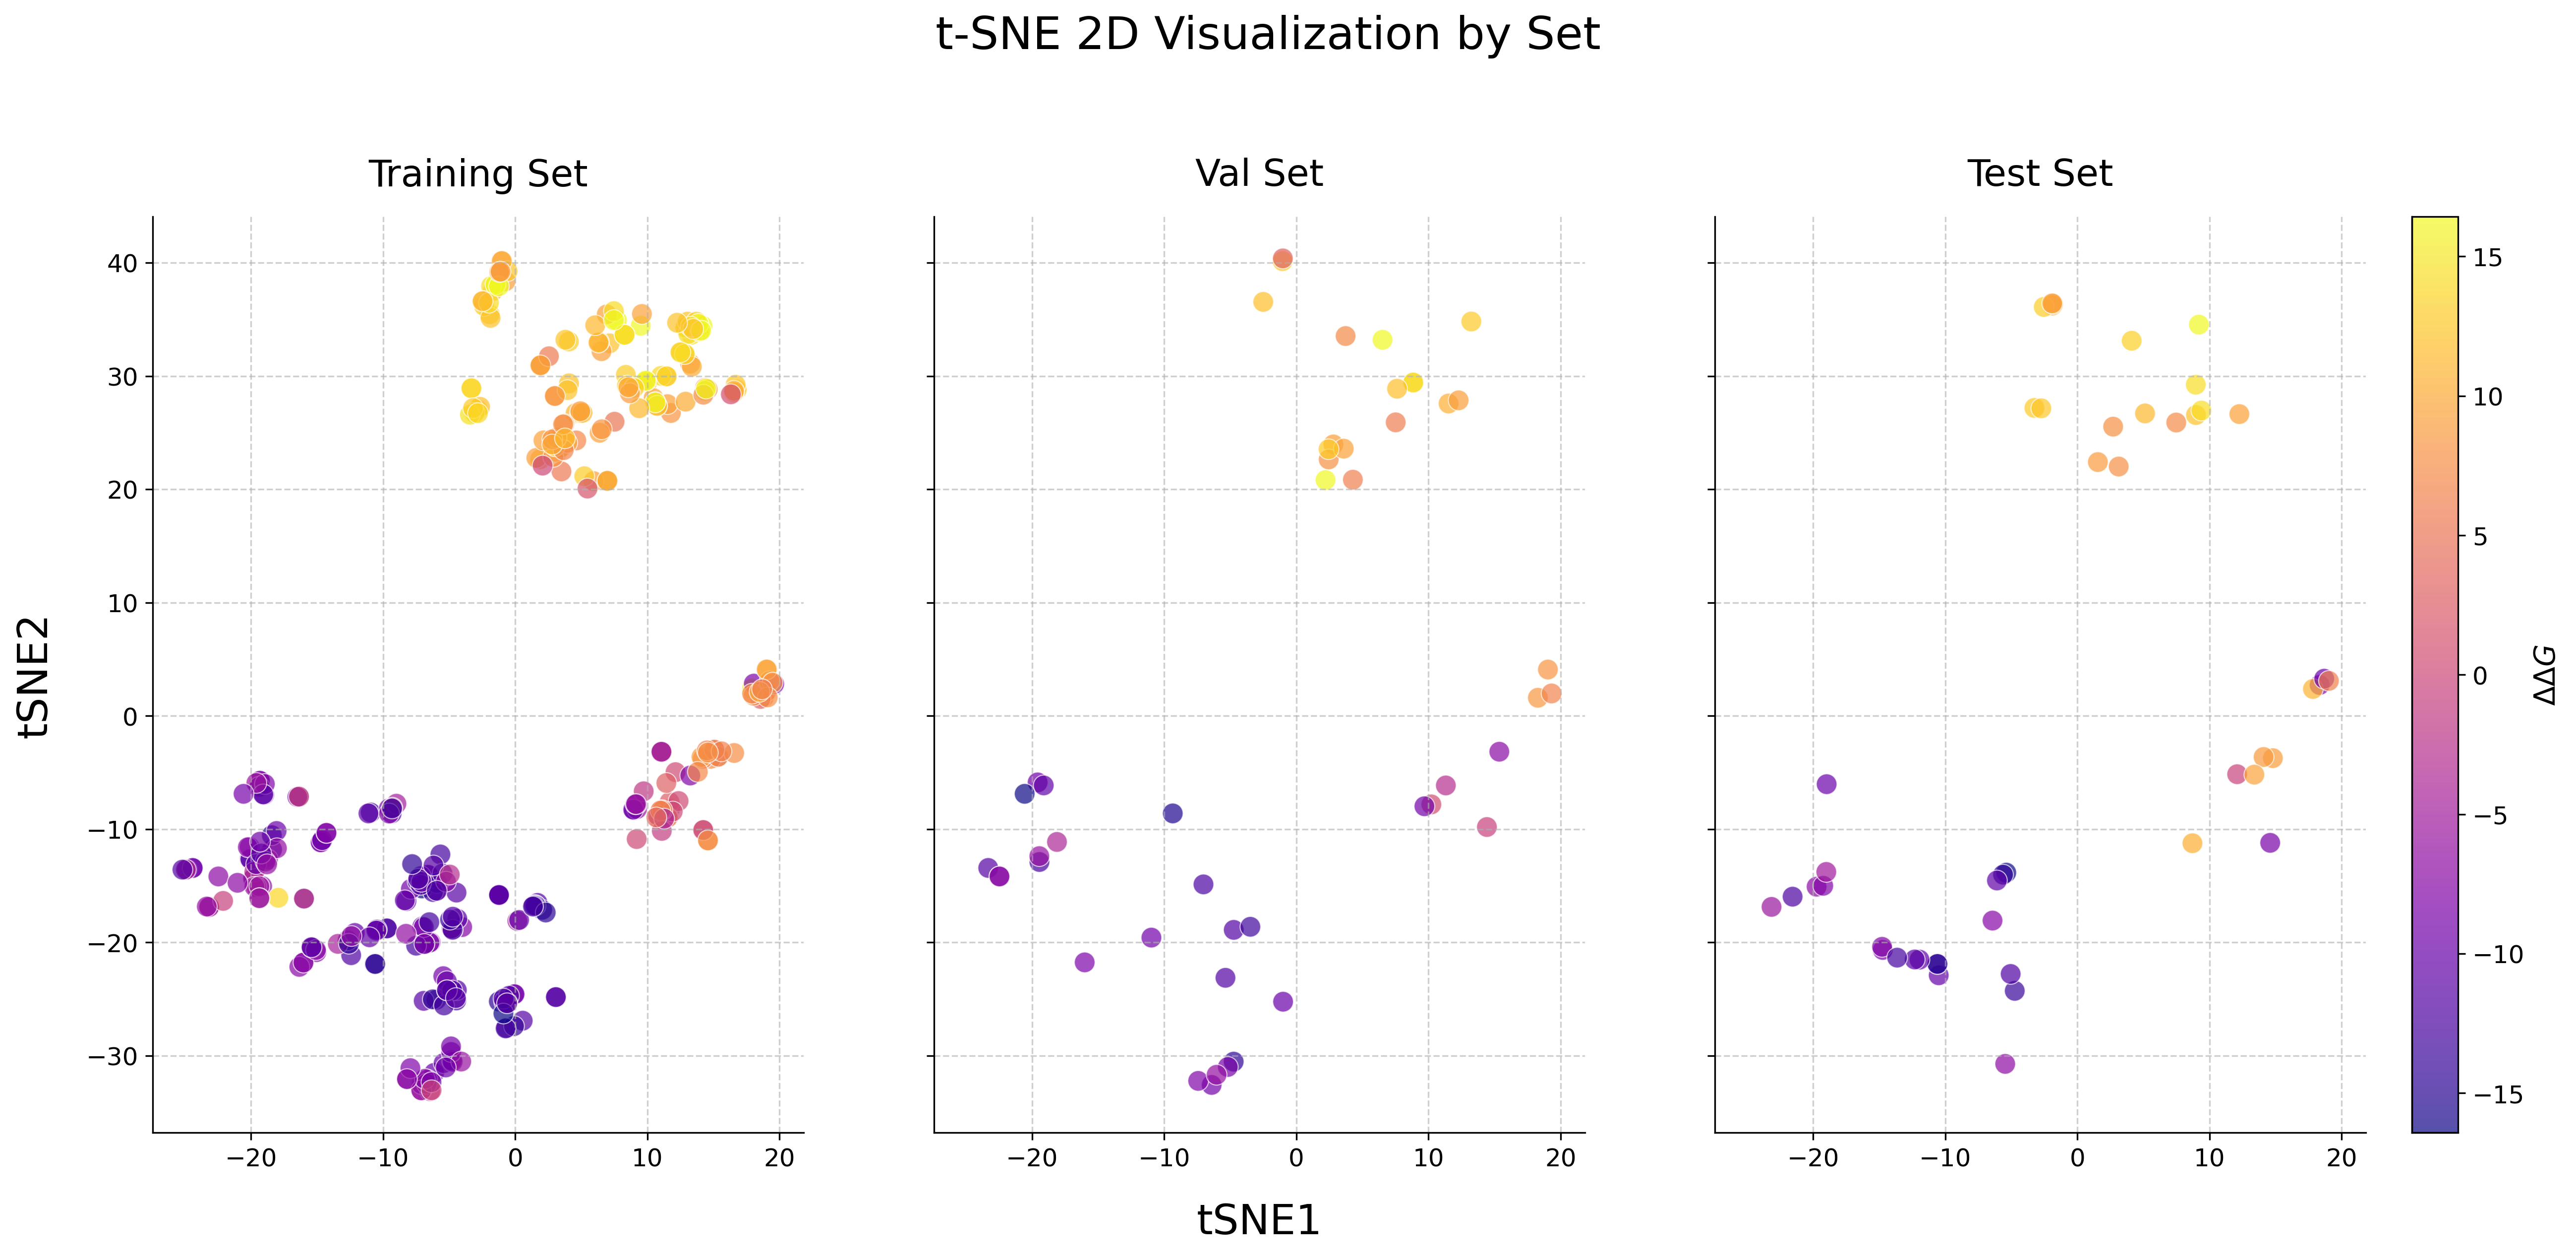 t-SNE 2D Visualization by Set
Training Set
Val Set
Test Set
tSNE2
40
30
20
10
0
−10
−20
−30
−20 −10 0 10 20
−20 −10 0 10 20
−20 −10 0 10 20
tSNE1
15
10
5
0
−5
−10
−15
ΔΔG